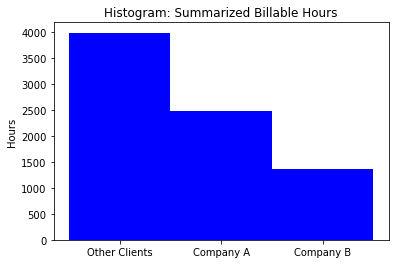 Histogram: Summarized Billable Hours
4000
3500
3000
2500
2000
1500
1000
500
0
Hours
Other Clients
Company A
Company B